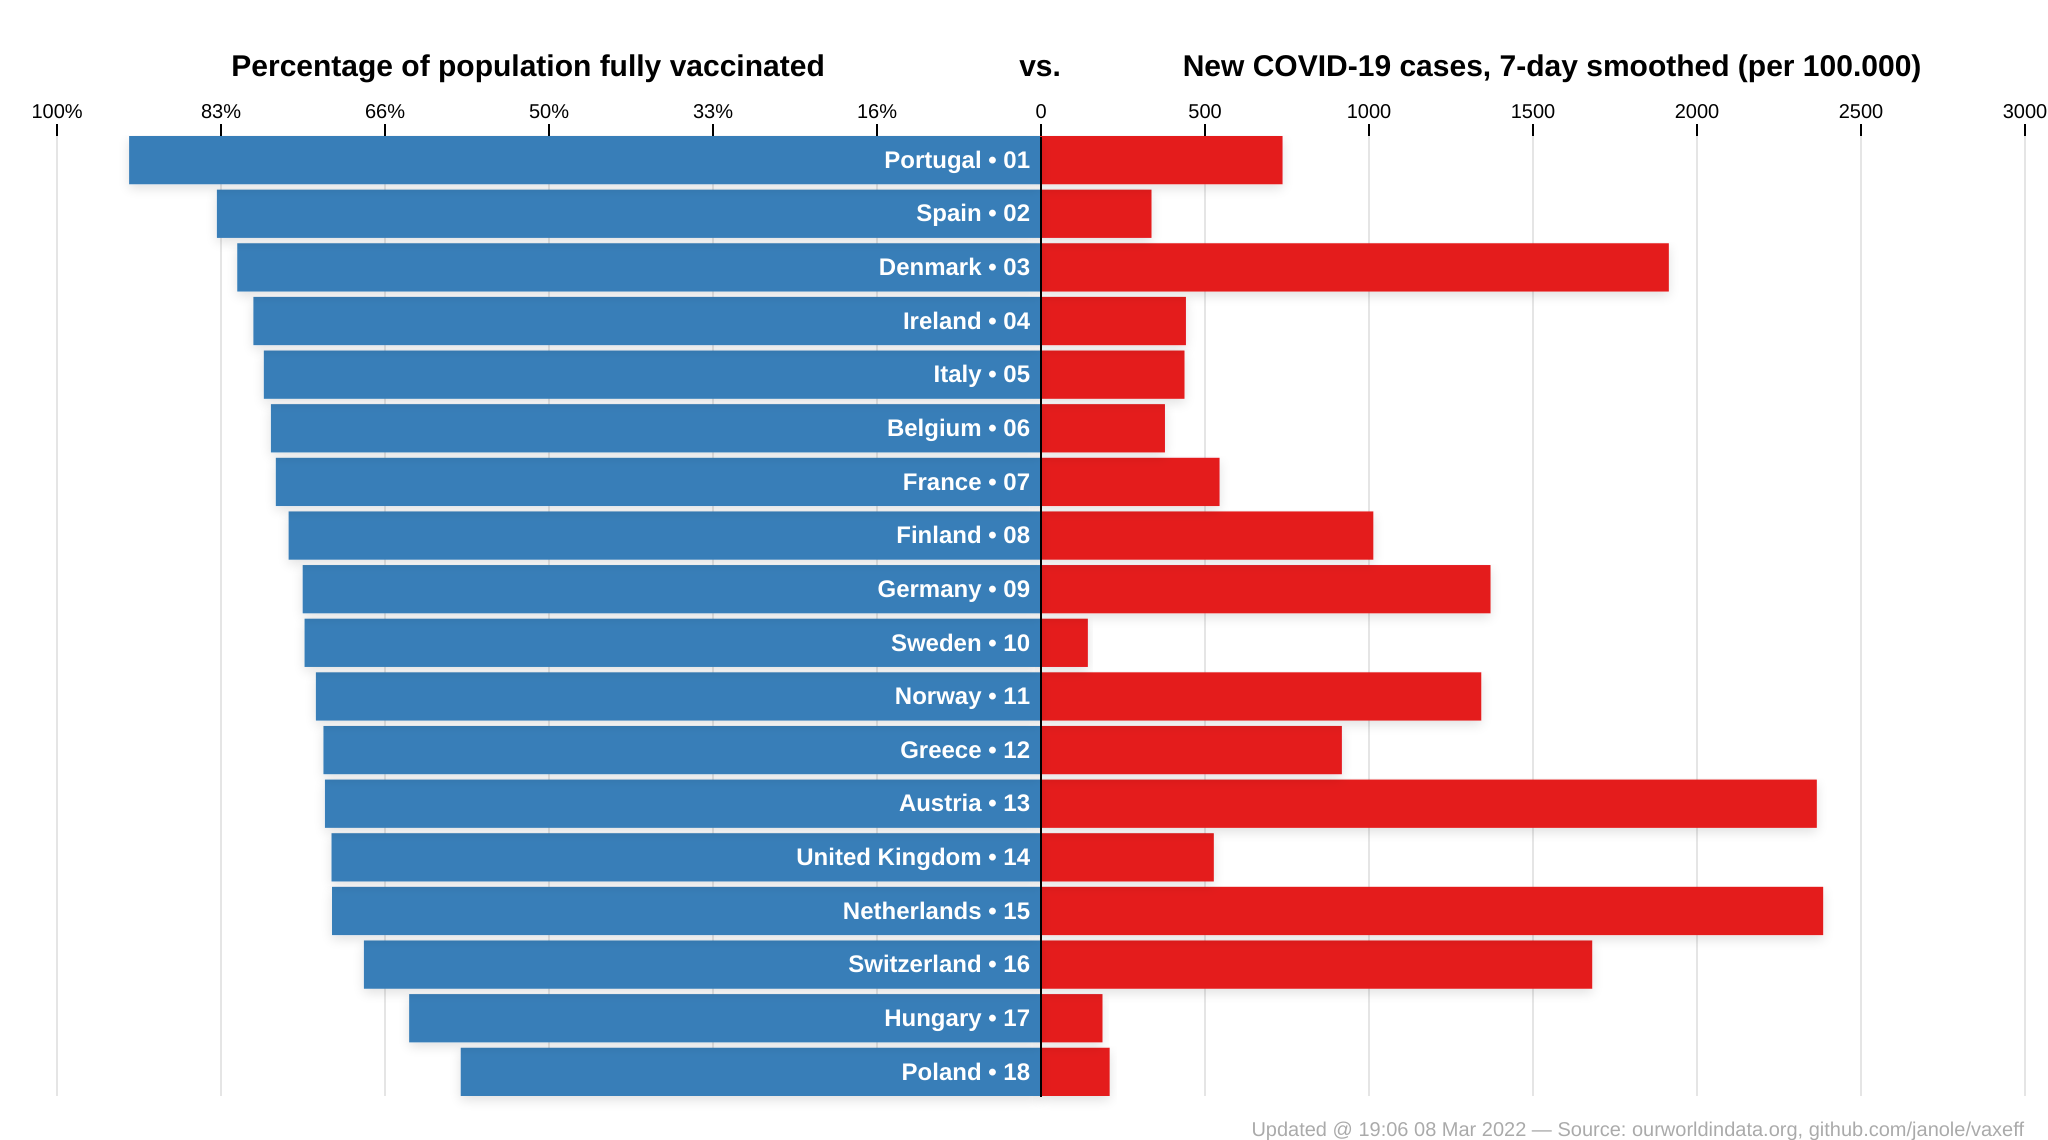 Percentage of population fully vaccinated vs. New COVID-19 cases, 7-day smoothed (per 100.000)
100% 83% 66% 50% 33% 16% 0 500 1000 1500 2000 2500 3000
Portugal • 01
Spain • 02
Denmark • 03
Ireland • 04
Italy • 05
Belgium • 06
France • 07
Finland • 08
Germany • 09
Sweden • 10
Norway • 11
Greece • 12
Austria • 13
United Kingdom • 14
Netherlands • 15
Switzerland • 16
Hungary • 17
Poland • 18
Updated @ 19:06 08 Mar 2022 — Source: ourworldindata.org, github.com/janole/vaxeff